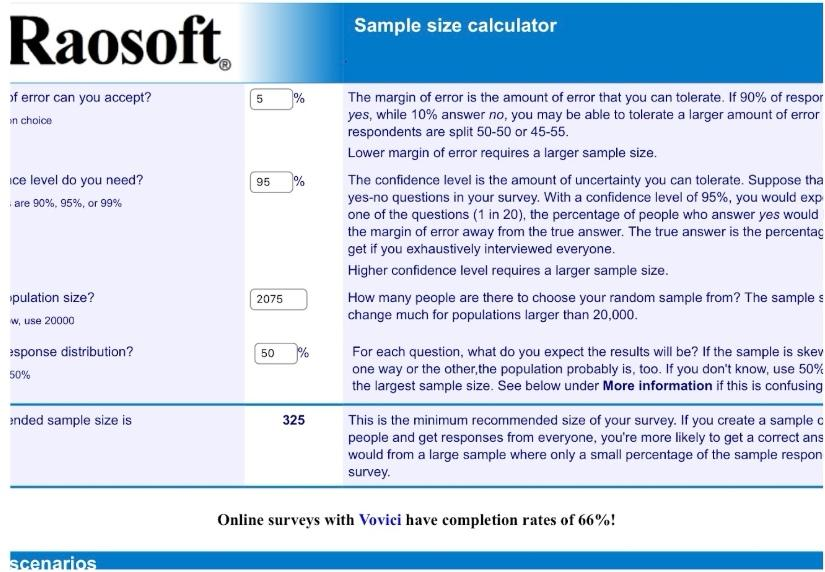 Raosoft®
Sample size calculator
of error can you accept?
5 %
The margin of error is the amount of error that you can tolerate. If 90% of respor
on choice
yes, while 10% answer no, you may be able to tolerate a larger amount of error
respondents are split 50-50 or 45-55.
Lower margin of error requires a larger sample size.
ce level do you need?
95 %
The confidence level is the amount of uncertainty you can tolerate. Suppose tha
are 90%, 95%, or 99%
yes-no questions in your survey. With a confidence level of 95%, you would exp
one of the questions (1 in 20), the percentage of people who answer yes would
the margin of error away from the true answer. The true answer is the percentag
get if you exhaustively interviewed everyone.
Higher confidence level requires a larger sample size.
opulation size?
2075
How many people are there to choose your random sample from? The sample s
w, use 20000
change much for populations larger than 20,000.
esponse distribution?
50 %
For each question, what do you expect the results will be? If the sample is skew
50%
one way or the other,the population probably is, too. If you don't know, use 50%
the largest sample size. See below under More information if this is confusing
ended sample size is
325
This is the minimum recommended size of your survey. If you create a sample o
people and get responses from everyone, you're more likely to get a correct ans
would from a large sample where only a small percentage of the sample respon
survey.
Online surveys with Vovici have completion rates of 66%!
scenarios